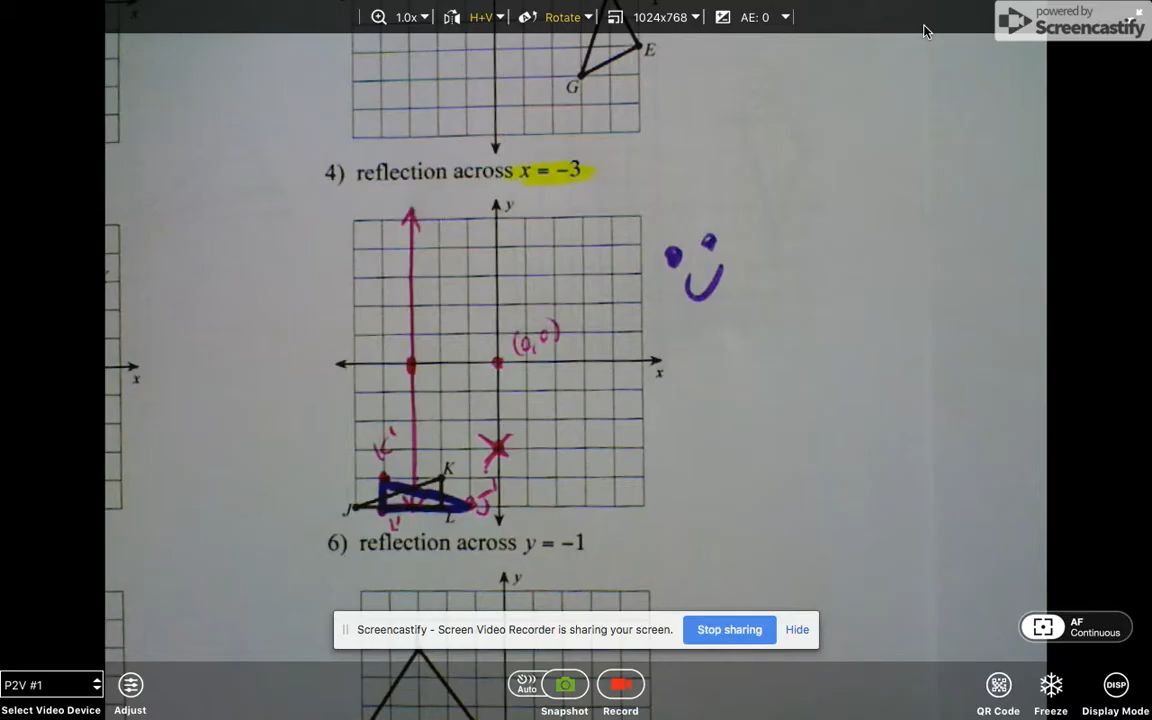 1.0x H+V Rotate 1024x768 AE: 0
powered by
Screencastify
x
E
G
4) reflection across x = −3
y
(0,0)
x
x
K'
K
J
J'
L'
L
6) reflection across y = −1
y
Screencastify - Screen Video Recorder is sharing your screen. Stop sharing Hide
AF
Continuous
P2V #1
Auto
DISP
Select Video Device Adjust Snapshot Record QR Code Freeze Display Mode